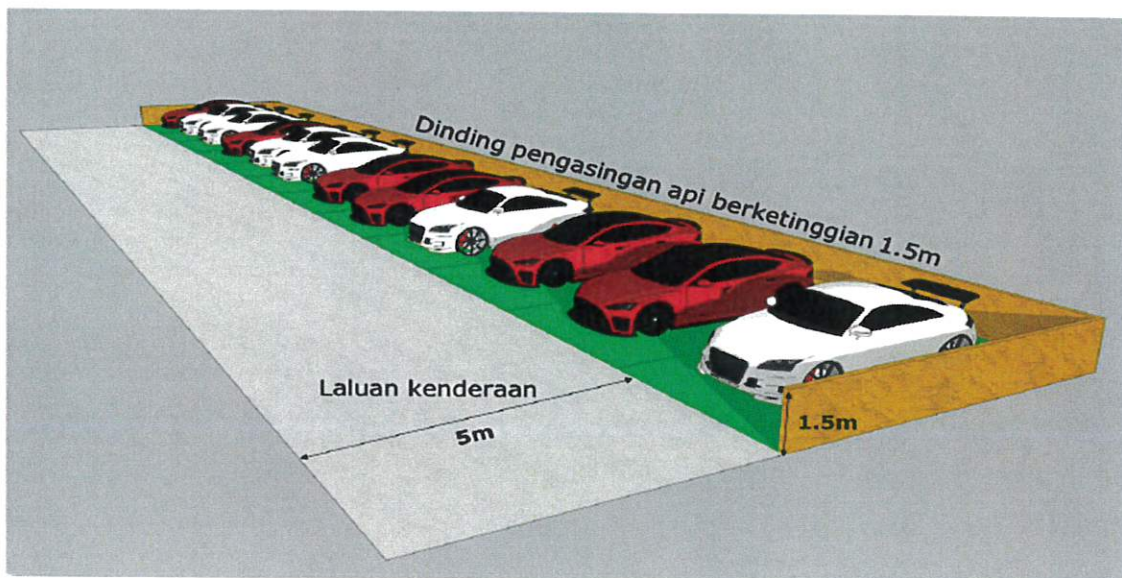 Dinding pengasingan api berketinggian 1.5m
Laluan kenderaan
5m
1.5m